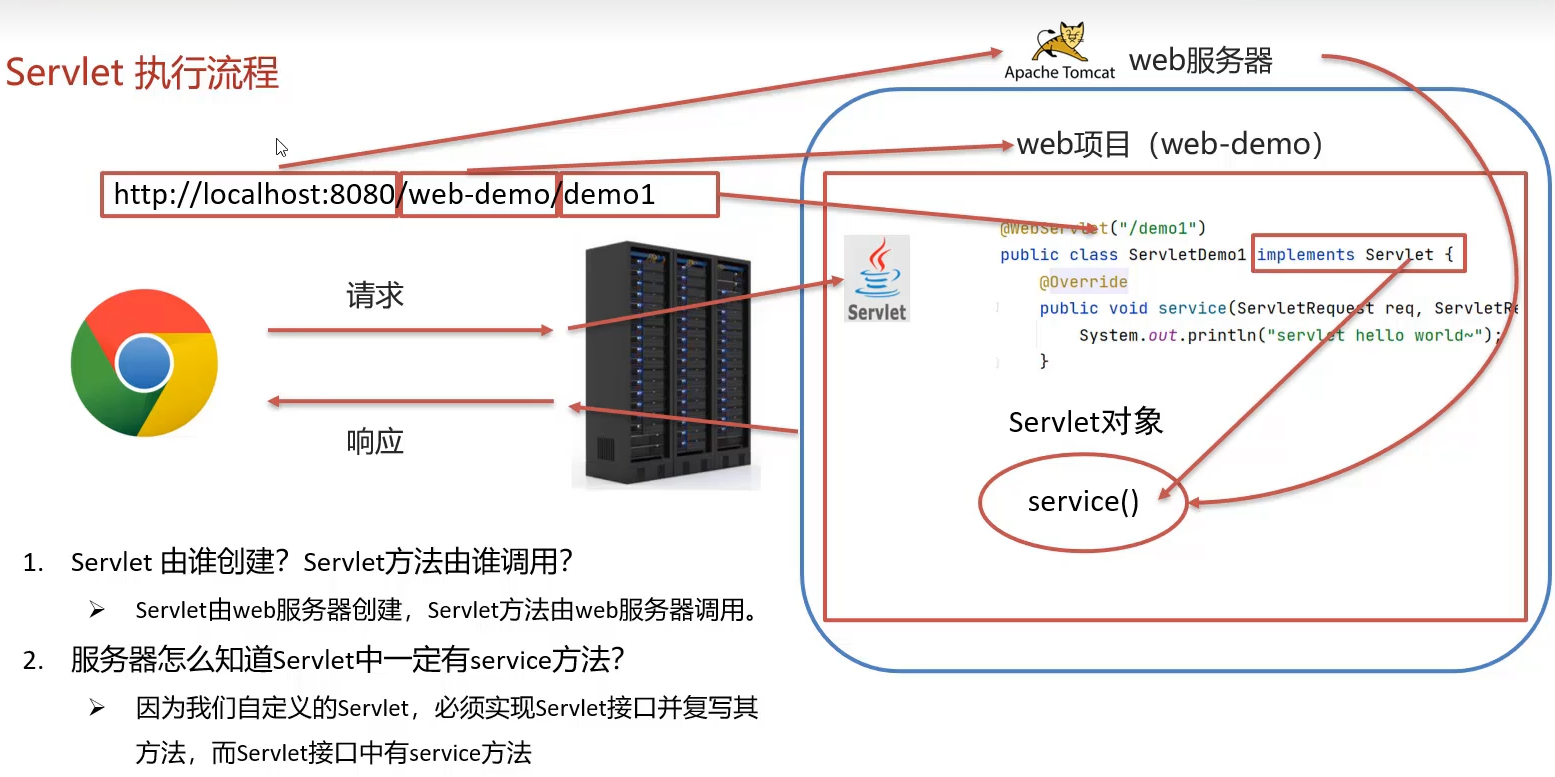 Servlet 执行流程
Apache Tomcat
web服务器
web项目（web-demo）
http://localhost:8080/web-demo/demo1
@WebServlet("/demo1")
public class ServletDemo1 implements Servlet {
@Override
public void service(ServletRequest req, ServletRe
System.out.println("servlet hello world~");
}
Servlet
请求
响应
Servlet对象
service()
1. Servlet 由谁创建？Servlet方法由谁调用？
➢ Servlet由web服务器创建，Servlet方法由web服务器调用。
2. 服务器怎么知道Servlet中一定有service方法？
➢ 因为我们自定义的Servlet，必须实现Servlet接口并复写其
方法，而Servlet接口中有service方法